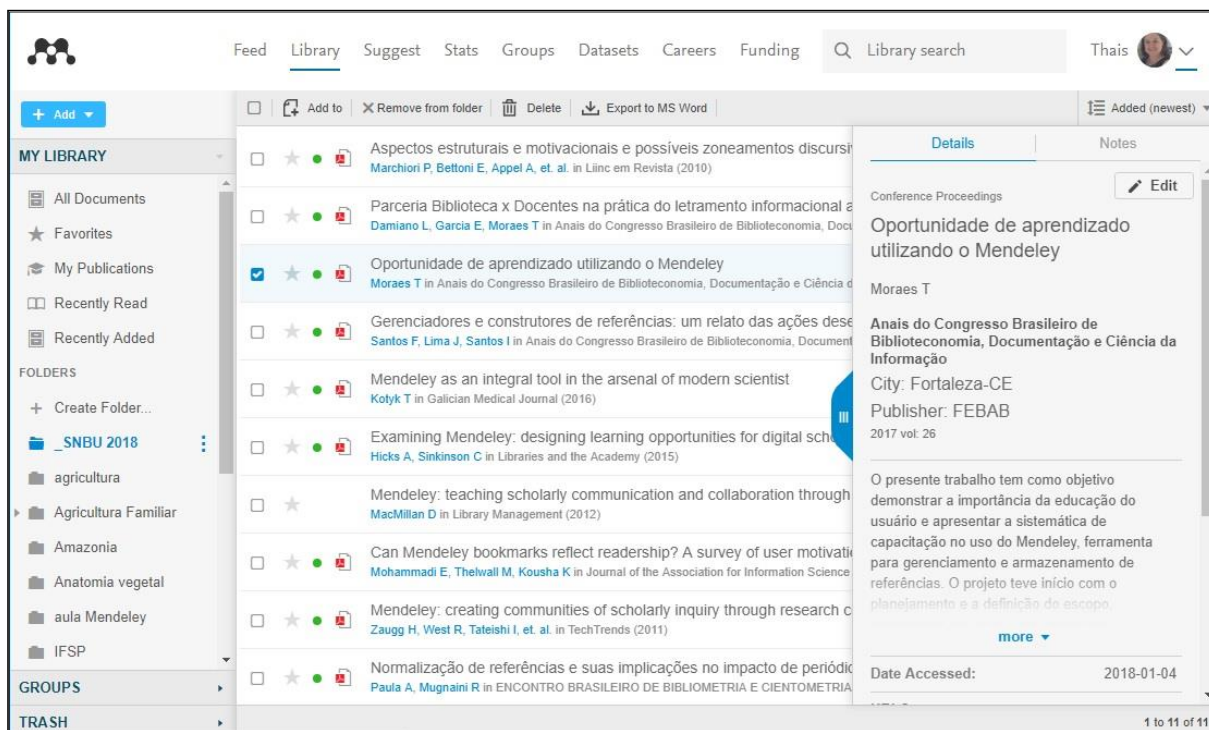 Feed Library Suggest Stats Groups Datasets Careers Funding Library search Thais
+ Add
Add to Remove from folder Delete Export to MS Word Added (newest)
MY LIBRARY
All Documents
Favorites
My Publications
Recently Read
Recently Added
FOLDERS
+ Create Folder...
_SNBU 2018
agricultura
Agricultura Familiar
Amazonia
Anatomia vegetal
aula Mendeley
IFSP
GROUPS
TRASH
Aspectos estruturais e motivacionais e possíveis zoneamentos discursi
Marchiori P, Bettoni E, Appel A, et. al. in Liinc em Revista (2010)
Parceria Biblioteca x Docentes na prática do letramento informacional a
Damiano L, Garcia E, Moraes T in Anais do Congresso Brasileiro de Biblioteconomia, Docu
Oportunidade de aprendizado utilizando o Mendeley
Moraes T in Anais do Congresso Brasileiro de Biblioteconomia, Documentação e Ciência d
Gerenciadores e construtores de referências: um relato das ações dese
Santos F, Lima J, Santos I in Anais do Congresso Brasileiro de Biblioteconomia, Document
Mendeley as an integral tool in the arsenal of modern scientist
Kotyk T in Galician Medical Journal (2016)
Examining Mendeley: designing learning opportunities for digital scho
Hicks A, Sinkinson C in Libraries and the Academy (2015)
Mendeley: teaching scholarly communication and collaboration through
MacMillan D in Library Management (2012)
Can Mendeley bookmarks reflect readership? A survey of user motivati
Mohammadi E, Thelwall M, Kousha K in Journal of the Association for Information Science
Mendeley: creating communities of scholarly inquiry through research c
Zaugg H, West R, Tateishi I, et. al. in TechTrends (2011)
Normalização de referências e suas implicações no impacto de periódic
Paula A, Mugnaini R in ENCONTRO BRASILEIRO DE BIBLIOMETRIA E CIENTOMETRIA
Details Notes
Edit
Conference Proceedings
Oportunidade de aprendizado
utilizando o Mendeley
Moraes T
Anais do Congresso Brasileiro de
Biblioteconomia, Documentação e Ciência da
Informação
City: Fortaleza-CE
Publisher: FEBAB
2017 vol: 26
O presente trabalho tem como objetivo
demonstrar a importância da educação do
usuário e apresentar a sistemática de
capacitação no uso do Mendeley, ferramenta
para gerenciamento e armazenamento de
referências. O projeto teve início com o
planejamento e a definição do escopo,
more
Date Accessed: 2018-01-04
1 to 11 of 11